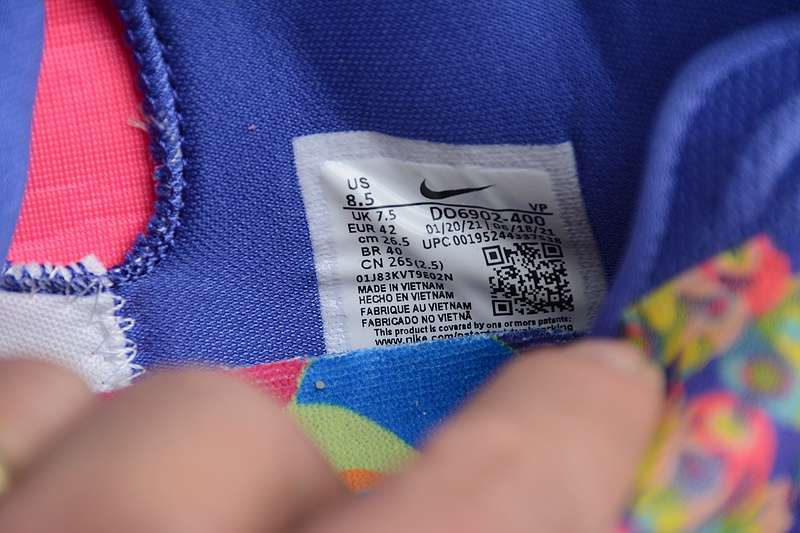 US
8.5
VP
UK 7.5 DO6902-400
EUR 42 01/20/21 06/18/21
cm 26.5 UPC
BR 40
CN 265(2.5)
01J83KVT9E02N
MADE IN VIETNAM
HECHO EN VIETNAM
FABRIQUE AU VIETNAM
FABRICADO NO VIETNÃ
This product is covered by one or more patents: